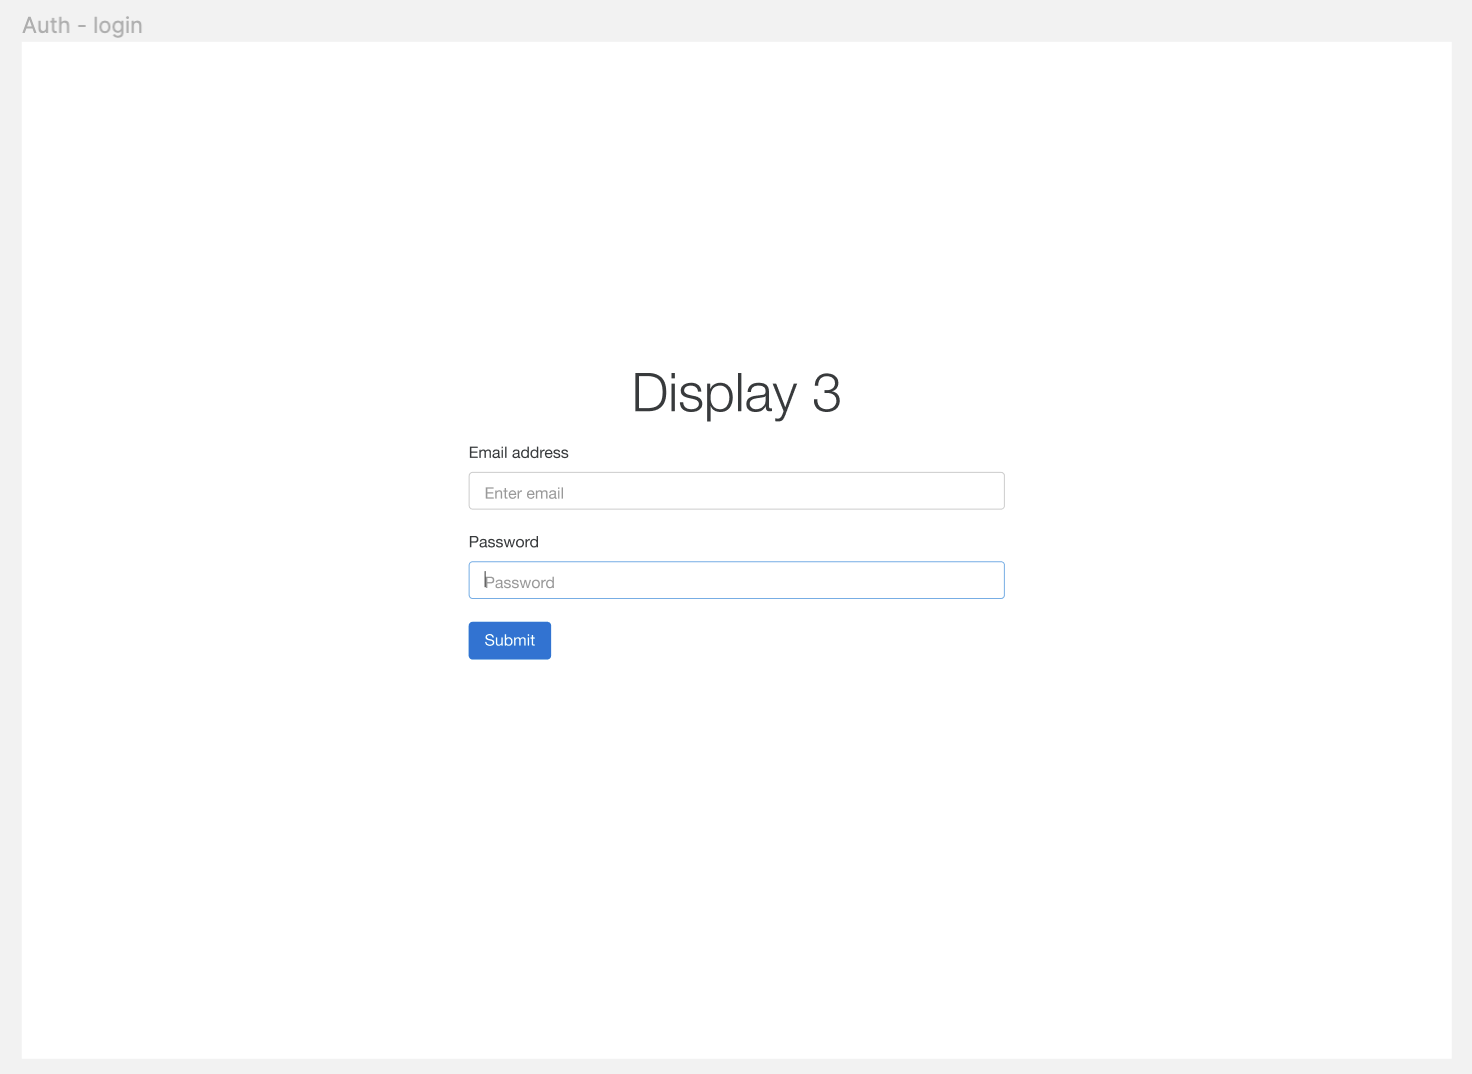 Auth - login
Display 3
Email address
Enter email
Password
Password
Submit